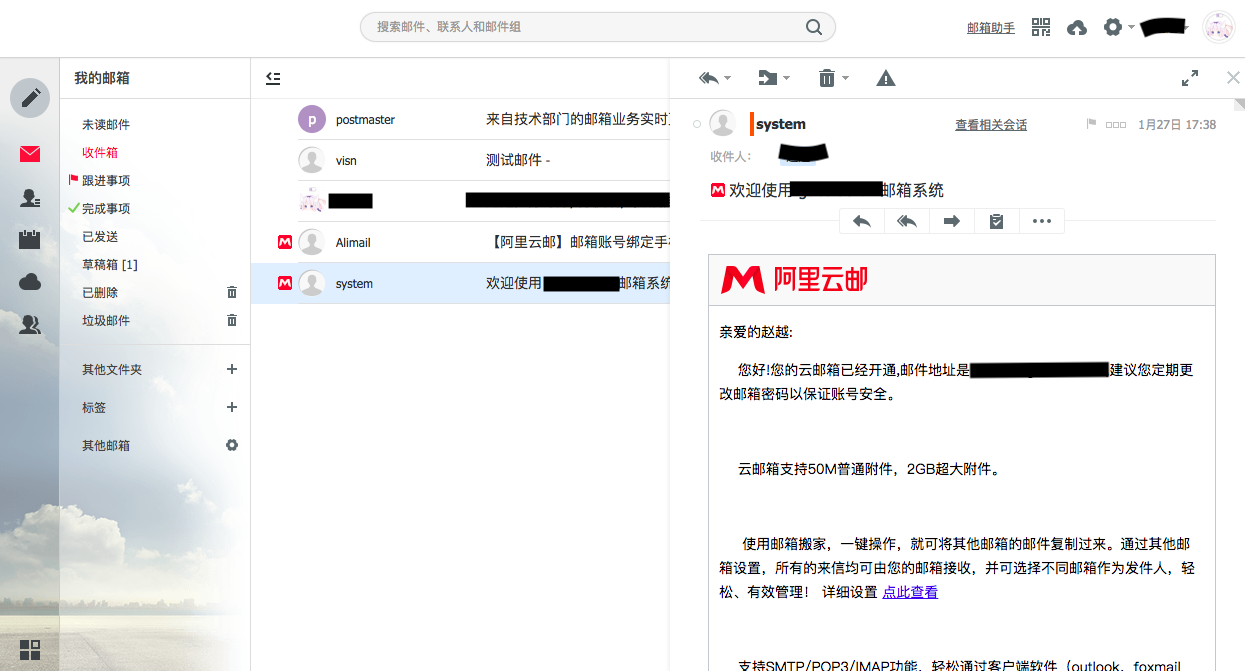 搜索邮件、联系人和邮件组
邮箱助手
我的邮箱
未读邮件
收件箱
跟进事项
完成事项
已发送
草稿箱 [1]
已删除
垃圾邮件
其他文件夹
标签
其他邮箱
p postmaster 来自技术部门的邮箱业务实时
visn 测试邮件 -
Alimail 【阿里云邮】邮箱账号绑定手
system 欢迎使用 邮箱系统
system 查看相关会话 1月27日 17:38
收件人:
欢迎使用 邮箱系统
阿里云邮
亲爱的赵越:
您好!您的云邮箱已经开通,邮件地址是 建议您定期更
改邮箱密码以保证账号安全。
云邮箱支持50M普通附件，2GB超大附件。
使用邮箱搬家，一键操作，就可将其他邮箱的邮件复制过来。通过其他邮
箱设置，所有的来信均可由您的邮箱接收，并可选择不同邮箱作为发件人，轻
松、有效管理！ 详细设置 点此查看
支持SMTP/POP3/IMAP功能，轻松通过客户端软件（outlook、foxmail